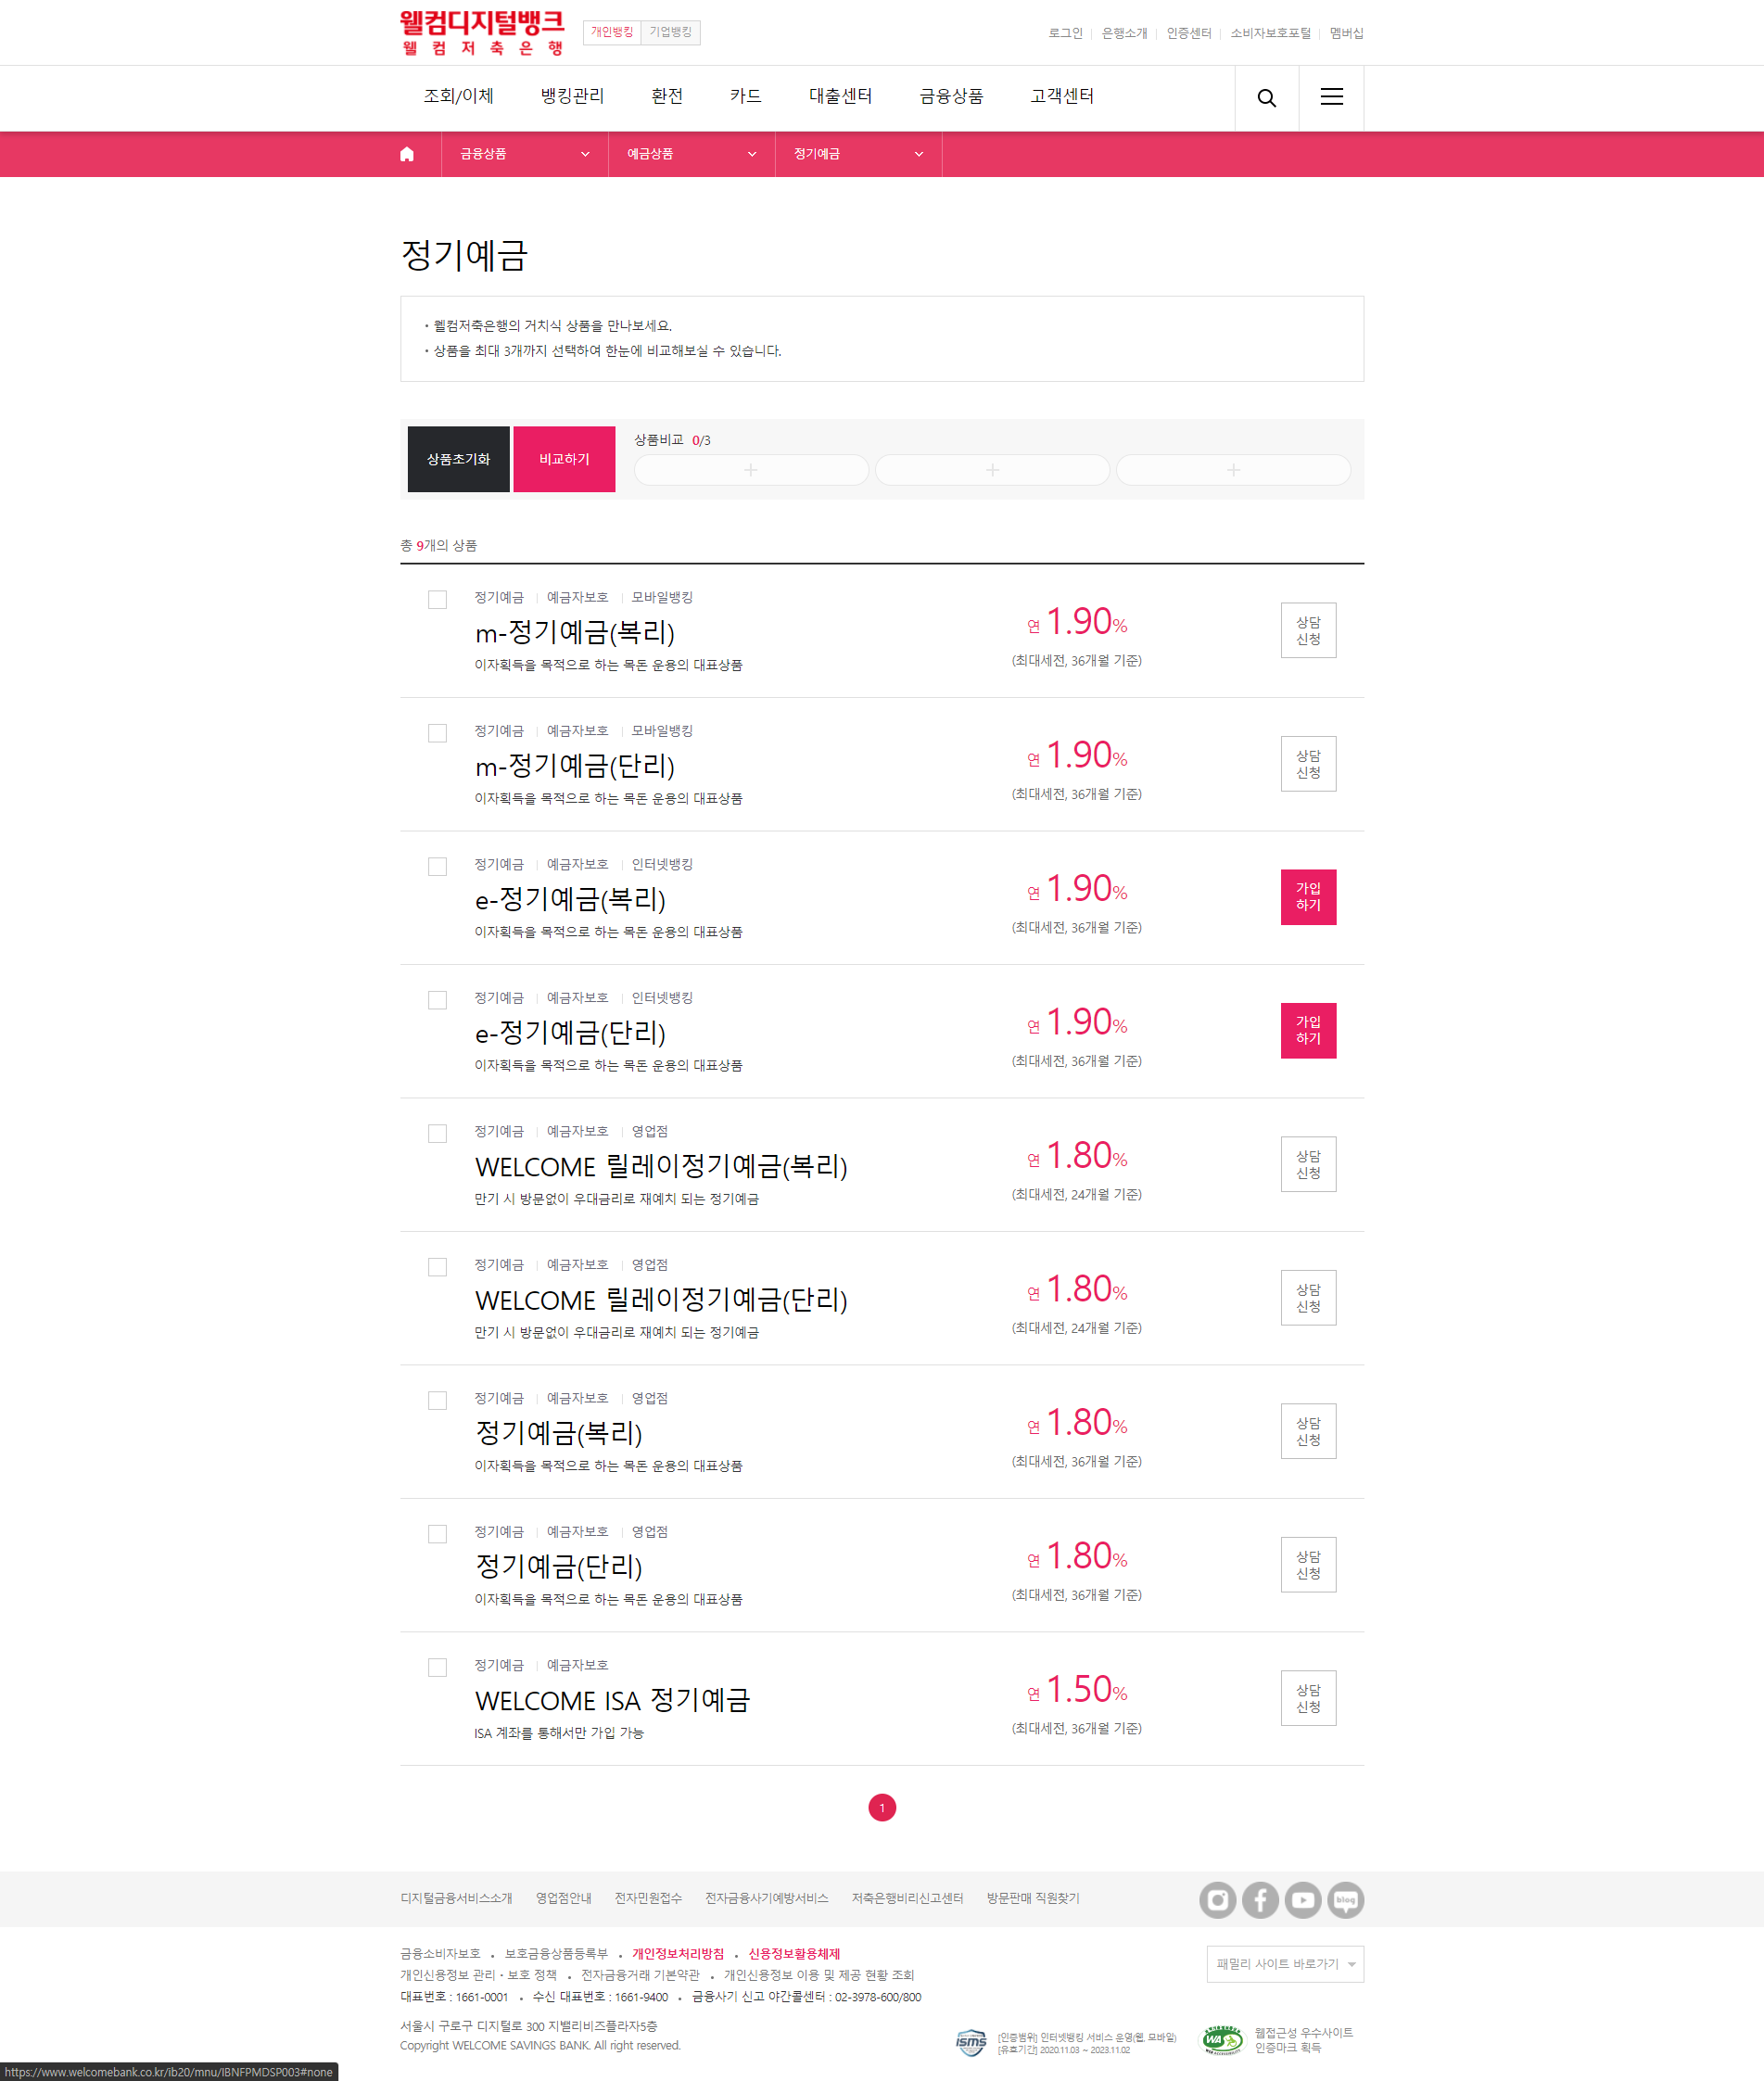 웰컴디지털뱅크
웰컴저축은행
개인뱅킹 기업뱅킹
로그인 은행소개 인증센터 소비자보호포털 멤버십
조회/이체 뱅킹관리 환전 카드 대출센터 금융상품 고객센터
금융상품 예금상품 정기예금
정기예금
• 웰컴저축은행의 거치식 상품을 만나보세요.
• 상품을 최대 3개까지 선택하여 한눈에 비교해보실 수 있습니다.
상품초기화 비교하기
상품비교 0/3
총 9개의 상품
정기예금 예금자보호 모바일뱅킹
m-정기예금(복리)
이자획득을 목적으로 하는 목돈 운용의 대표상품
연 1.90%
(최대세전, 36개월 기준)
상담
신청
정기예금 예금자보호 모바일뱅킹
m-정기예금(단리)
이자획득을 목적으로 하는 목돈 운용의 대표상품
연 1.90%
(최대세전, 36개월 기준)
상담
신청
정기예금 예금자보호 인터넷뱅킹
e-정기예금(복리)
이자획득을 목적으로 하는 목돈 운용의 대표상품
연 1.90%
(최대세전, 36개월 기준)
가입
하기
정기예금 예금자보호 인터넷뱅킹
e-정기예금(단리)
이자획득을 목적으로 하는 목돈 운용의 대표상품
연 1.90%
(최대세전, 36개월 기준)
가입
하기
정기예금 예금자보호 영업점
WELCOME 릴레이정기예금(복리)
만기 시 방문없이 우대금리로 재예치 되는 정기예금
연 1.80%
(최대세전, 24개월 기준)
상담
신청
정기예금 예금자보호 영업점
WELCOME 릴레이정기예금(단리)
만기 시 방문없이 우대금리로 재예치 되는 정기예금
연 1.80%
(최대세전, 24개월 기준)
상담
신청
정기예금 예금자보호 영업점
정기예금(복리)
이자획득을 목적으로 하는 목돈 운용의 대표상품
연 1.80%
(최대세전, 36개월 기준)
상담
신청
정기예금 예금자보호 영업점
정기예금(단리)
이자획득을 목적으로 하는 목돈 운용의 대표상품
연 1.80%
(최대세전, 36개월 기준)
상담
신청
정기예금 예금자보호
WELCOME ISA 정기예금
ISA 계좌를 통해서만 가입 가능
연 1.50%
(최대세전, 36개월 기준)
상담
신청
1
디지털금융서비스소개 영업점안내 전자민원접수 전자금융사기예방서비스 저축은행비리신고센터 방문판매 직원찾기
blog
금융소비자보호 • 보호금융상품등록부 • 개인정보처리방침 • 신용정보활용체제
개인신용정보 관리・보호 정책 • 전자금융거래 기본약관 • 개인신용정보 이용 및 제공 현황 조회
대표번호 : 1661-0001 • 수신 대표번호 : 1661-9400 • 금융사기 신고 야간콜센터 : 02-3978-600/800
패밀리 사이트 바로가기
서울시 구로구 디지털로 300 지밸리비즈플라자5층
Copyright WELCOME SAVINGS BANK. All right reserved.
ISMS
[인증범위] 인터넷뱅킹 서비스 운영(웹, 모바일)
[유효기간] 2020.11.03 ~ 2023.11.02
WA
웹접근성 우수사이트
인증마크 획득
https://www.welcomebank.co.kr/ib20/mnu/IBNFPMDSP003#none